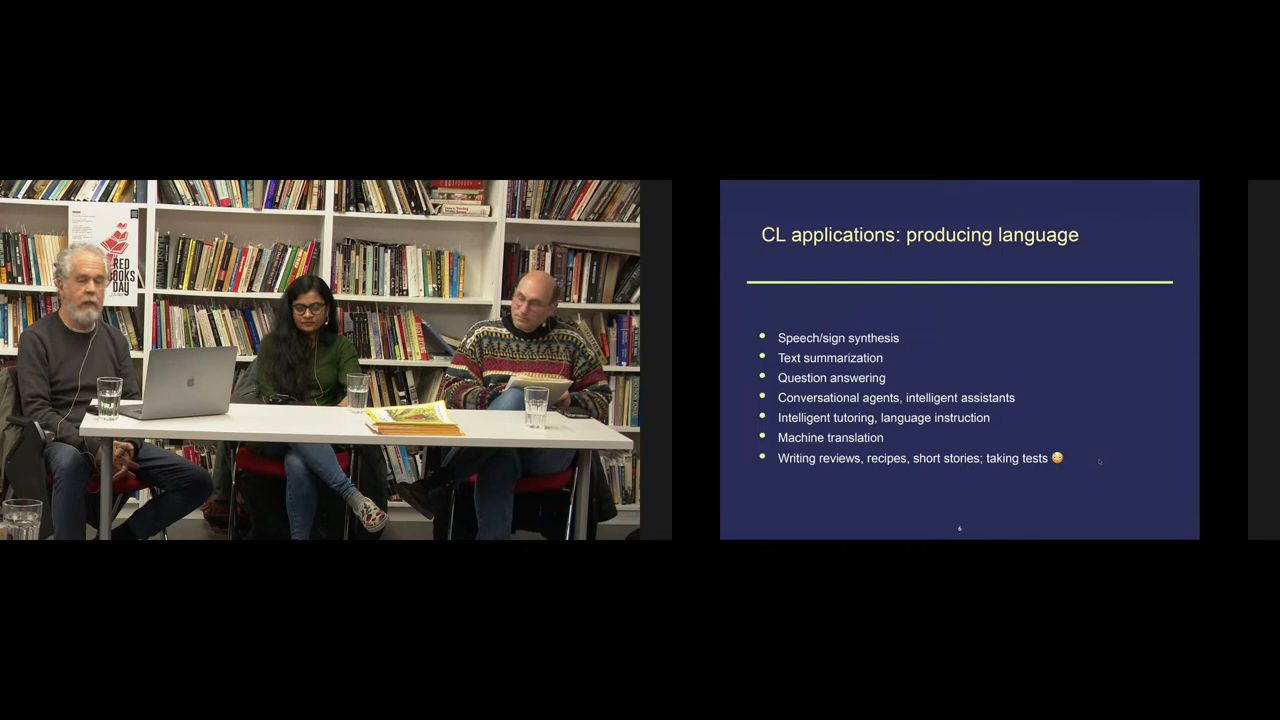 RED
BOOKS
DAY
CL applications: producing language
Speech/sign synthesis
Text summarization
Question answering
Conversational agents, intelligent assistants
Intelligent tutoring, language instruction
Machine translation
Writing reviews, recipes, short stories; taking tests 😳
6